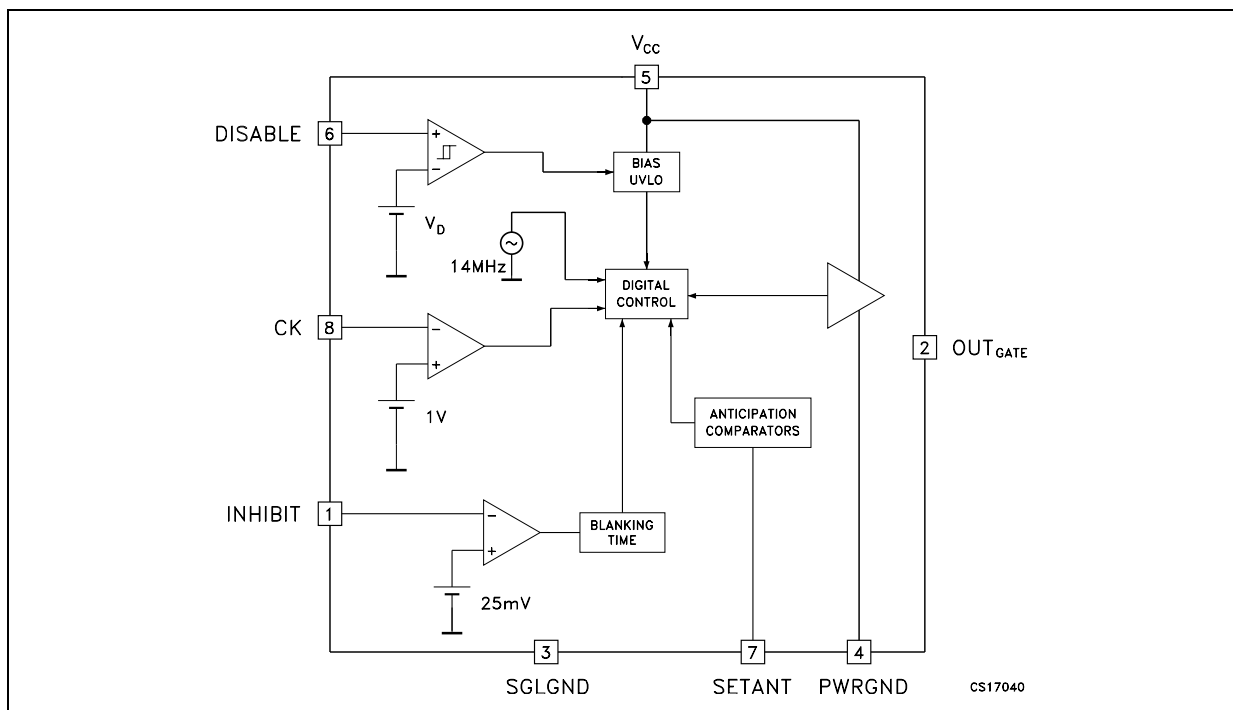 VCC
5
DISABLE 6
+
−
BIAS
UVLO
VD
14MHz
~
DIGITAL
CONTROL
CK 8
−
+
2 OUTGATE
1V
ANTICIPATION
COMPARATORS
INHIBIT 1
−
+
BLANKING
TIME
25mV
3 7 4
SGLGND SETANT PWRGND CS17040